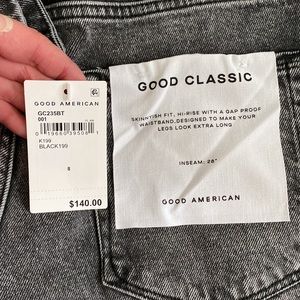 GOOD AMERICAN
GC235BT
001
K199
BLACK199
8
$140.00
GOOD CLASSIC
SKINNYISH FIT, HI-RISE WITH A GAP PROOF
WAISTBAND, DESIGNED TO MAKE YOUR
LEGS LOOK EXTRA LONG
INSEAM: 28"
GOOD AMERICAN